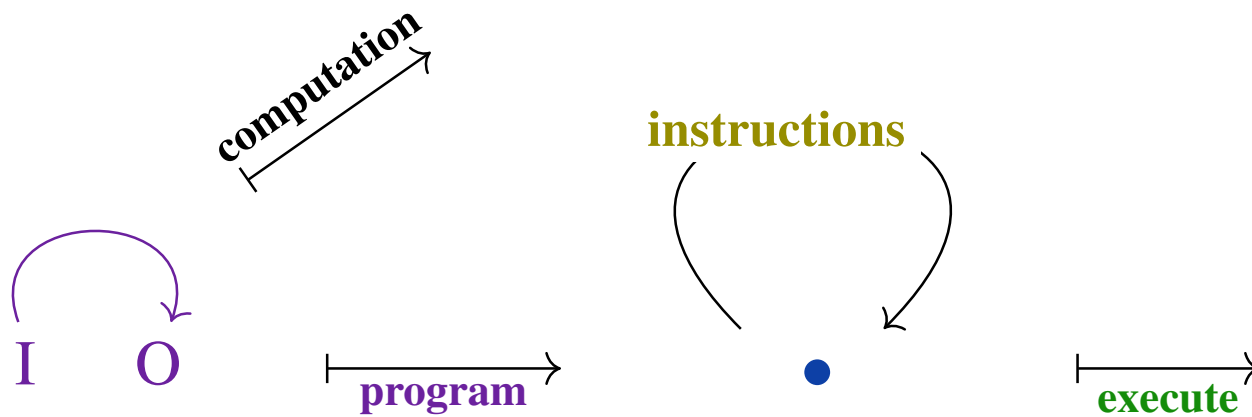 computation
instructions
I O
program
execute